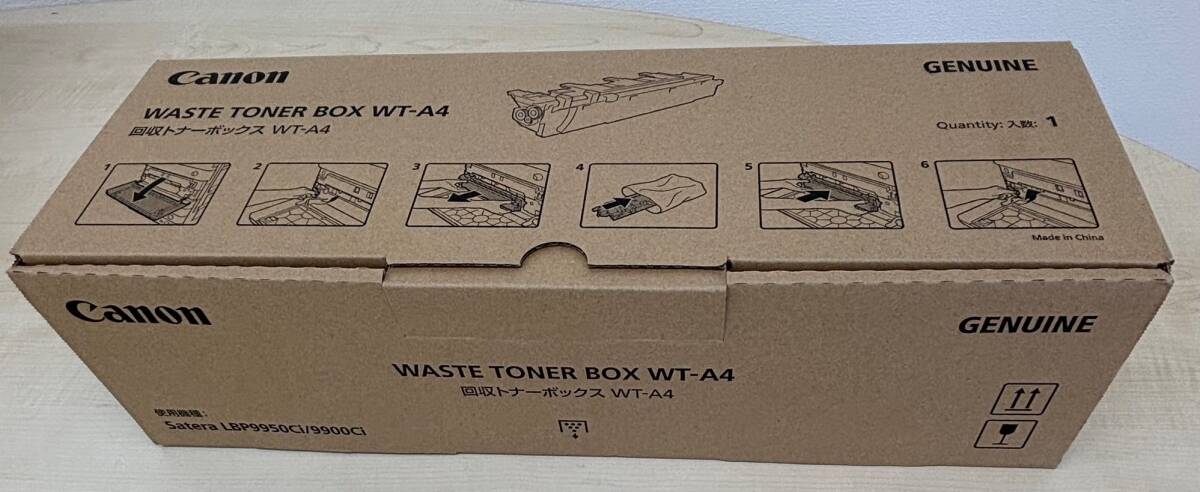 Canon
GENUINE
WASTE TONER BOX WT-A4
回収トナーボックス WT-A4
Quantity: 入数: 1
1 2 3 4 5 6
Made in China
Canon
GENUINE
WASTE TONER BOX WT-A4
回収トナーボックス WT-A4
使用機種:
Satera LBP9950Ci/9900Ci